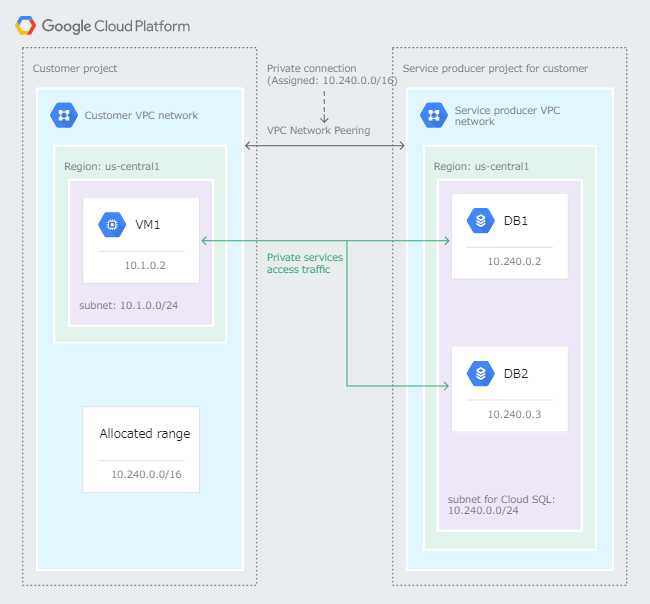 Google Cloud Platform
Customer project
Private connection
(Assigned: 10.240.0.0/16)
Service producer project for customer
Customer VPC network
Service producer VPC
network
VPC Network Peering
Region: us-central1
Region: us-central1
VM1
10.1.0.2
subnet: 10.1.0.0/24
DB1
10.240.0.2
Private services
access traffic
DB2
10.240.0.3
Allocated range
10.240.0.0/16
subnet for Cloud SQL:
10.240.0.0/24